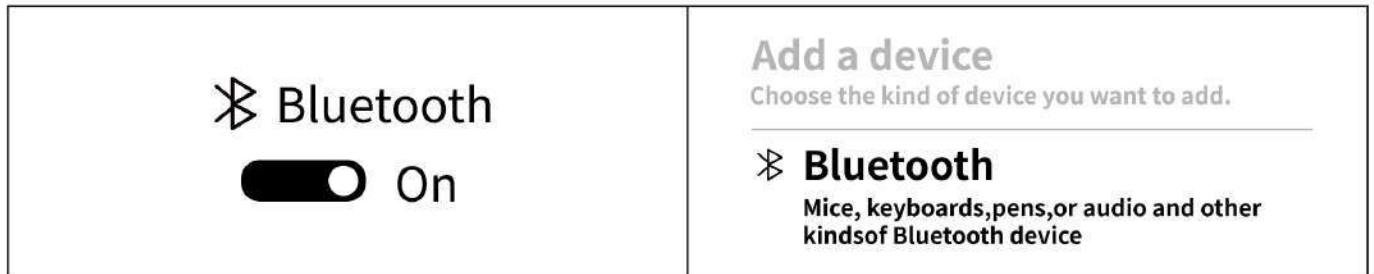 Bluetooth
On
Add a device
Choose the kind of device you want to add.
Bluetooth
Mice, keyboards,pens,or audio and other
kindsof Bluetooth device